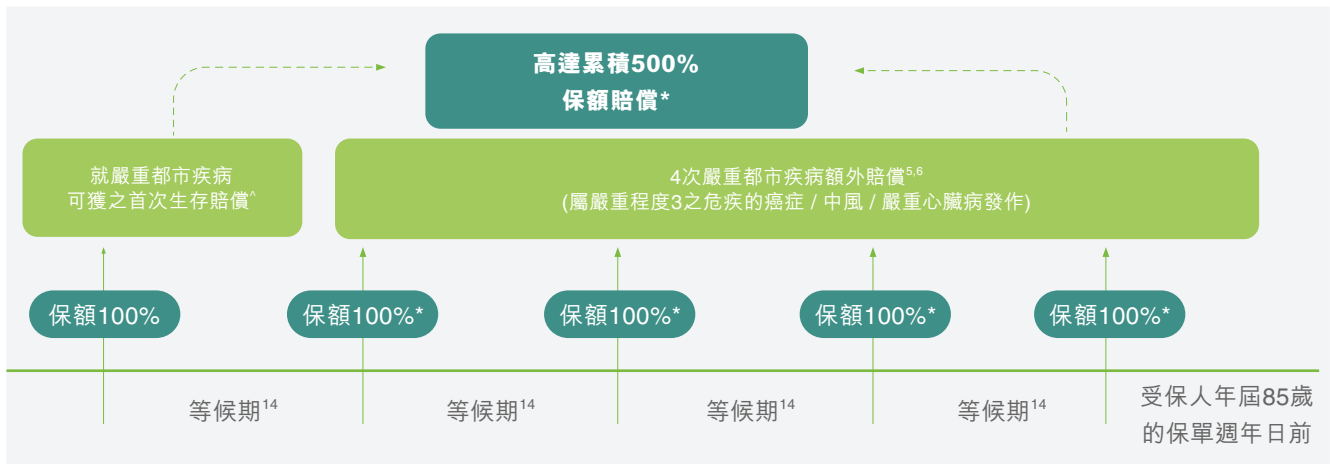 高達累積500%
保額賠償*
就嚴重都市疾病
可獲之首次生存賠償^
4次嚴重都市疾病額外賠償5,6
(屬嚴重程度3之危疾的癌症 / 中風 / 嚴重心臟病發作)
保額100%
保額100%*
保額100%*
保額100%*
保額100%*
等候期14
等候期14
等候期14
等候期14
受保人年屆85歲
的保單週年日前